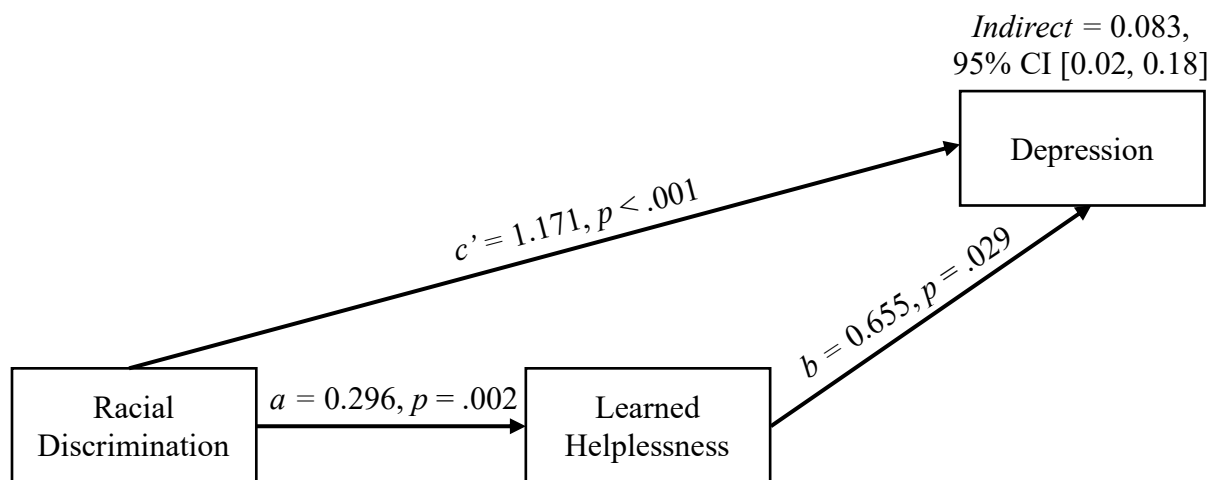 Indirect = 0.083,
95% CI [0.02, 0.18]
Depression
c’ = 1.171, p < .001
b = 0.655, p = .029
Racial
Discrimination
a = 0.296, p = .002
Learned
Helplessness